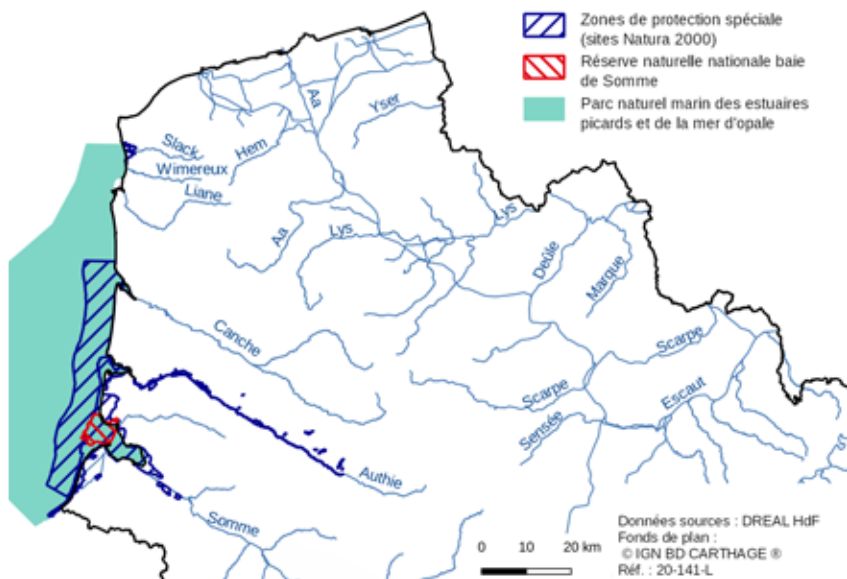 Zones de protection spéciale
(sites Natura 2000)
Réserve naturelle nationale baie
de Somme
Parc naturel marin des estuaires
picards et de la mer d'opale
Aa
Yser
Slack
Hem
Wimereux
Liane
Aa
Lys
Lys
Deûle
Marque
Canche
Scarpe
Scarpe
Escaut
Sensée
Authie
Somme
0 10 20 km
Données sources : DREAL HdF
Fonds de plan :
© IGN BD CARTHAGE ®
Réf. : 20-141-L